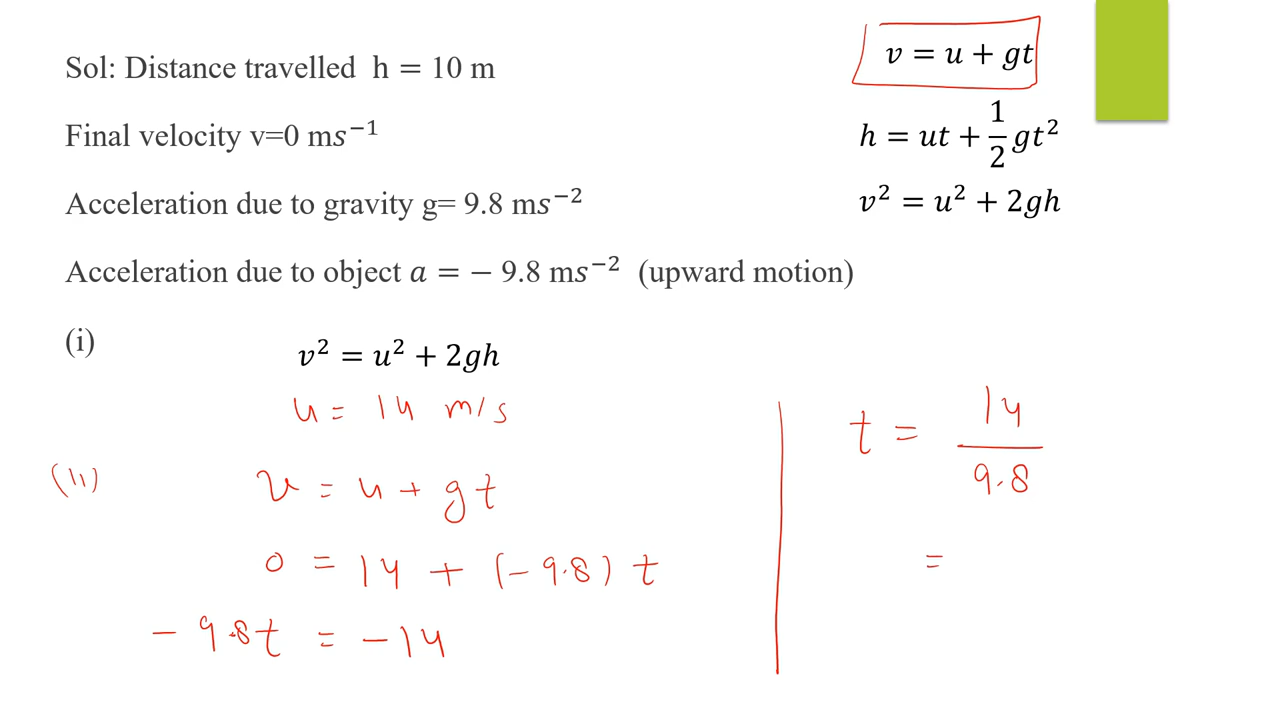 Sol: Distance travelled h = 10 m
Final velocity v=0 ms⁻¹
Acceleration due to gravity g= 9.8 ms⁻²
Acceleration due to object a = − 9.8 ms⁻² (upward motion)
v = u + gt
h = ut + 1/2 gt²
v² = u² + 2gh
(i)
v² = u² + 2gh
u = 14 m/s
(ii)
v = u + gt
0 = 14 + (- 9.8) t
- 9.8t = -14
t = 14/9.8
=